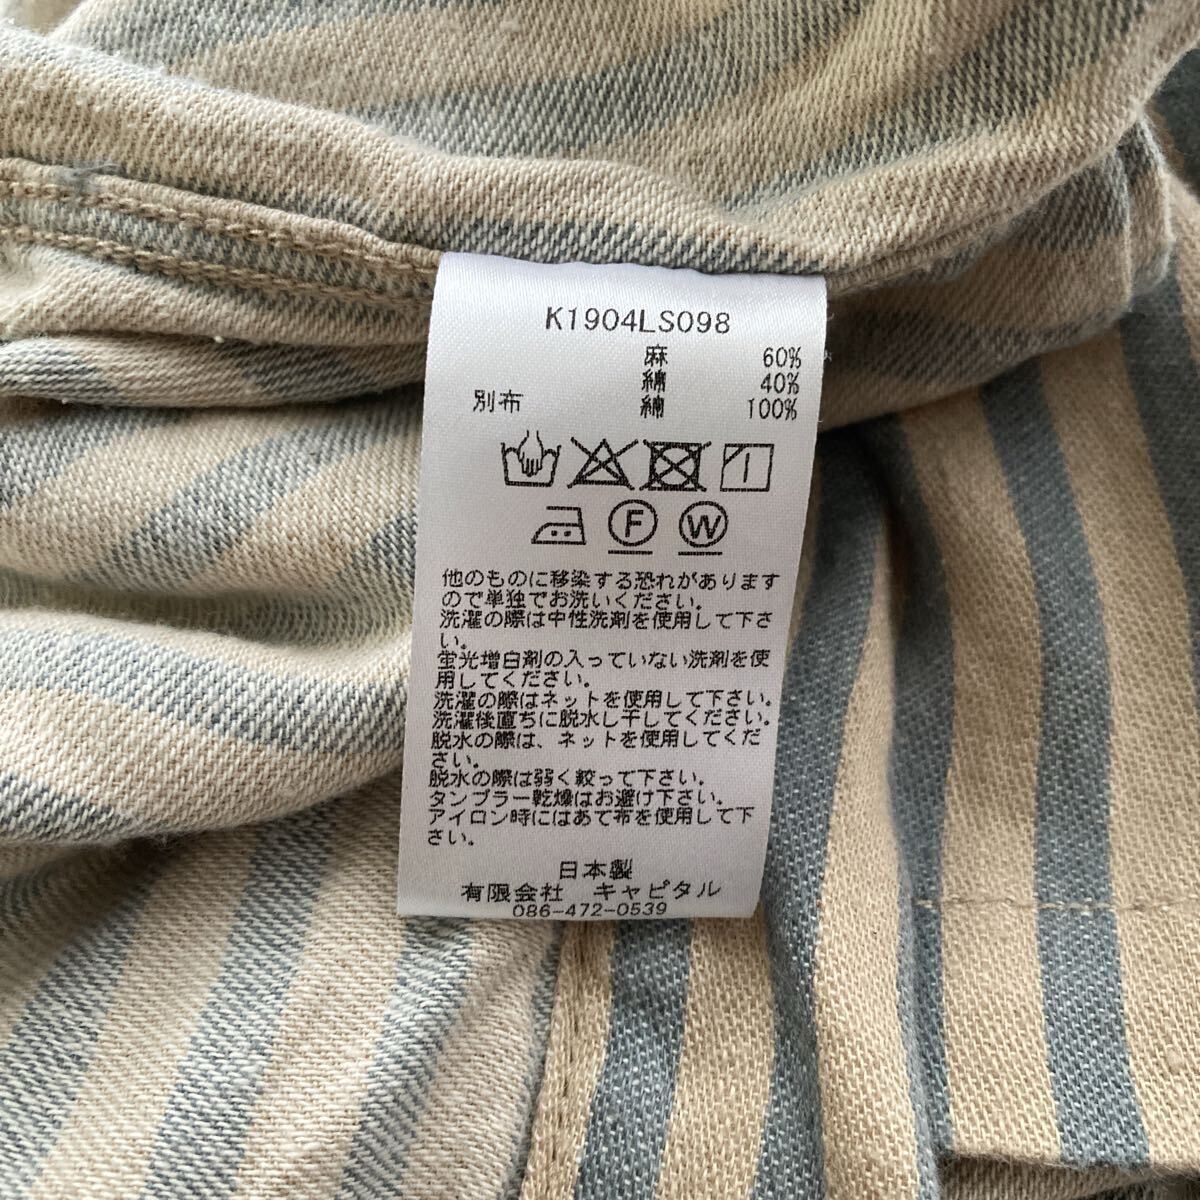 K1904LS098
麻 60%
綿 40%
別布 綿 100%
F W
他のものに移染する恐れがあります
ので単独でお洗いください。
洗濯の際は中性洗剤を使用して下さ
い。
蛍光増白剤の入っていない洗剤を使
用してください。
洗濯の際はネットを使用して下さい。
洗濯後直ちに脱水し干してください。
脱水の際は、ネットを使用してくだ
さい。
脱水の際は弱く絞って下さい。
タンブラー乾燥はお避け下さい。
アイロン時にはあて布を使用して下
さい。
日本製
有限会社 キャピタル
086-472-0539